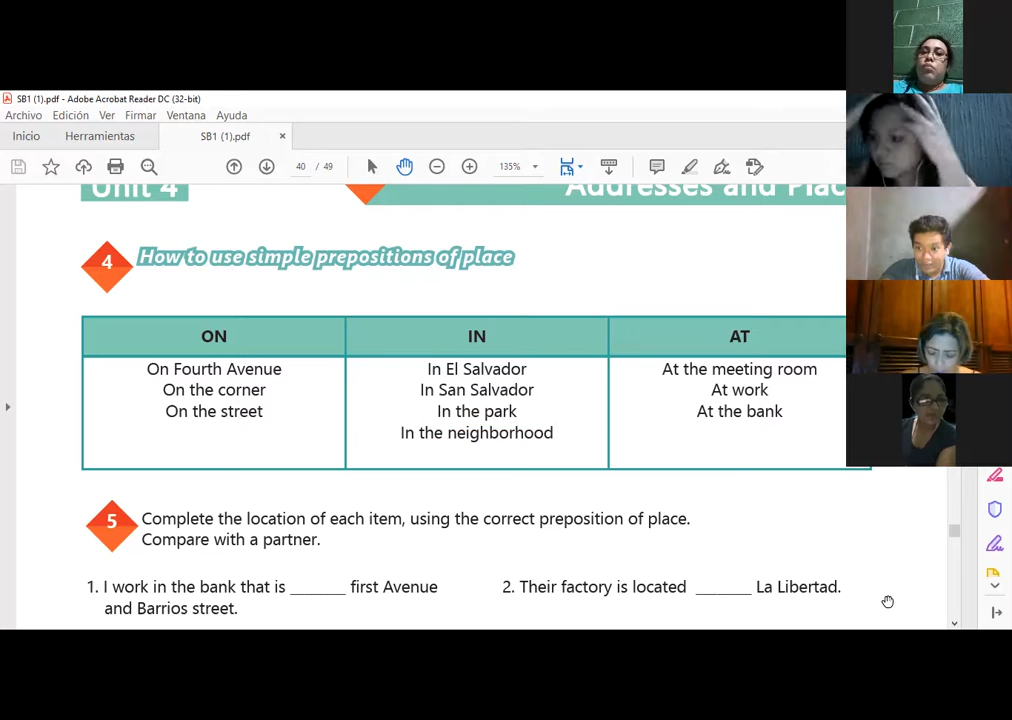 SB1 (1).pdf - Adobe Acrobat Reader DC (32-bit)
Archivo Edición Ver Firmar Ventana Ayuda
Inicio Herramientas SB1 (1).pdf ×
40 / 49 135%
Unit 4 Addresses and Plac
4 How to use simple prepositions of place
ON IN AT
On Fourth Avenue In El Salvador At the meeting room
On the corner In San Salvador At work
On the street In the park At the bank
In the neighborhood
5 Complete the location of each item, using the correct preposition of place.
Compare with a partner.
1. I work in the bank that is ______ first Avenue 2. Their factory is located ______ La Libertad.
and Barrios street.